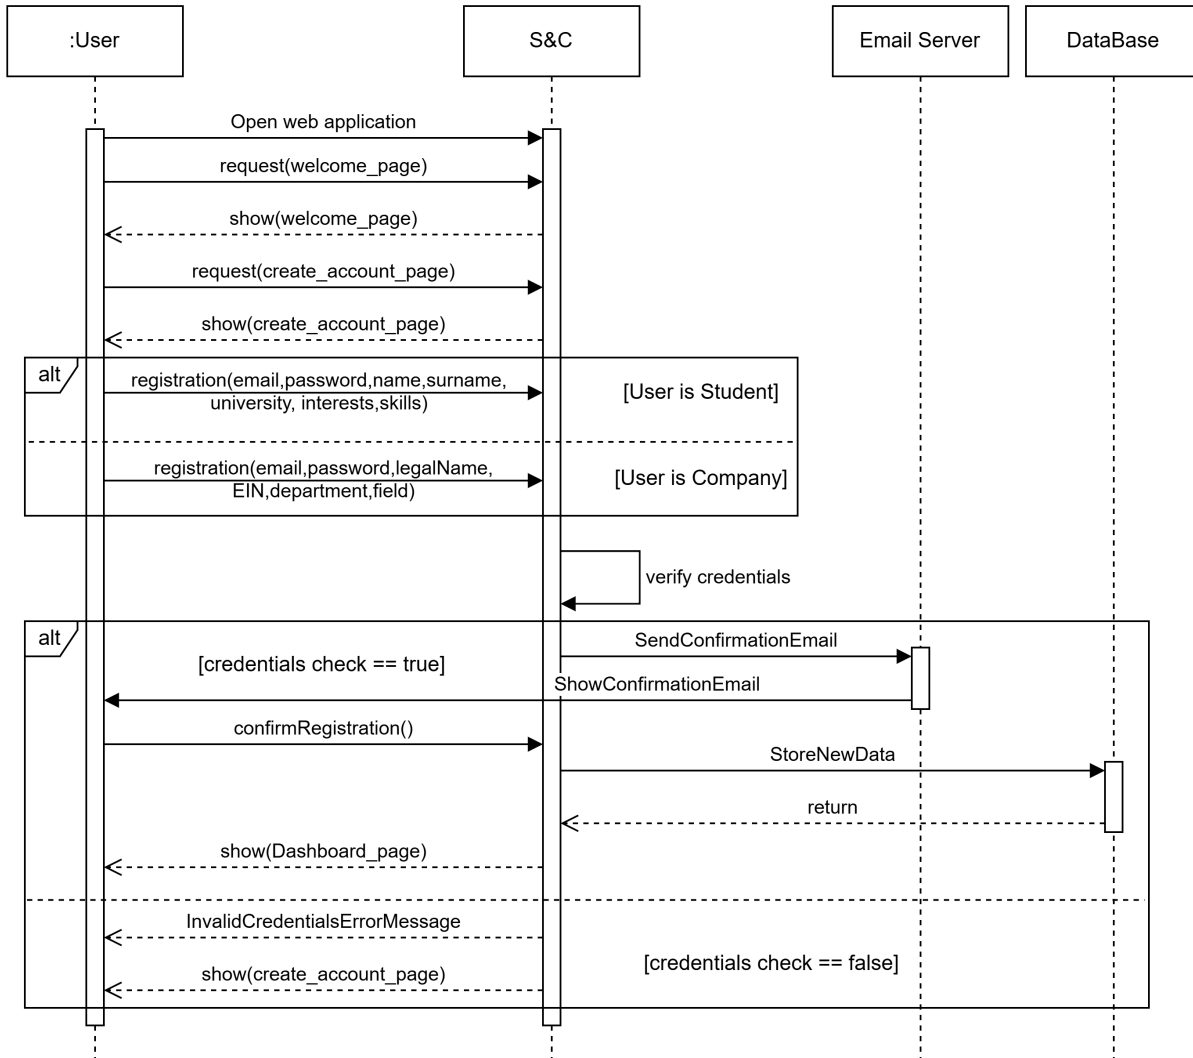 :User
S&C
Email Server
DataBase
Open web application
request(welcome_page)
show(welcome_page)
request(create_account_page)
show(create_account_page)
alt
registration(email,password,name,surname,
university, interests,skills)
[User is Student]
registration(email,password,legalName,
EIN,department,field)
[User is Company]
verify credentials
alt
SendConfirmationEmail
[credentials check == true]
ShowConfirmationEmail
confirmRegistration()
StoreNewData
return
show(Dashboard_page)
InvalidCredentialsErrorMessage
[credentials check == false]
show(create_account_page)